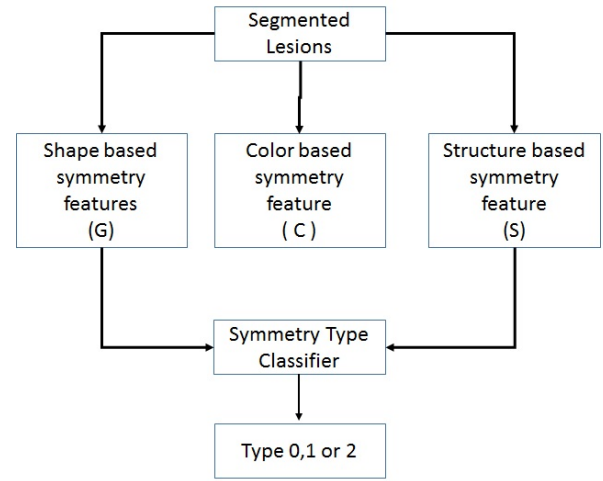 Segmented
Lesions
Shape based
symmetry
features
(G)
Color based
symmetry
feature
( C )
Structure based
symmetry
feature
(S)
Symmetry Type
Classifier
Type 0,1 or 2